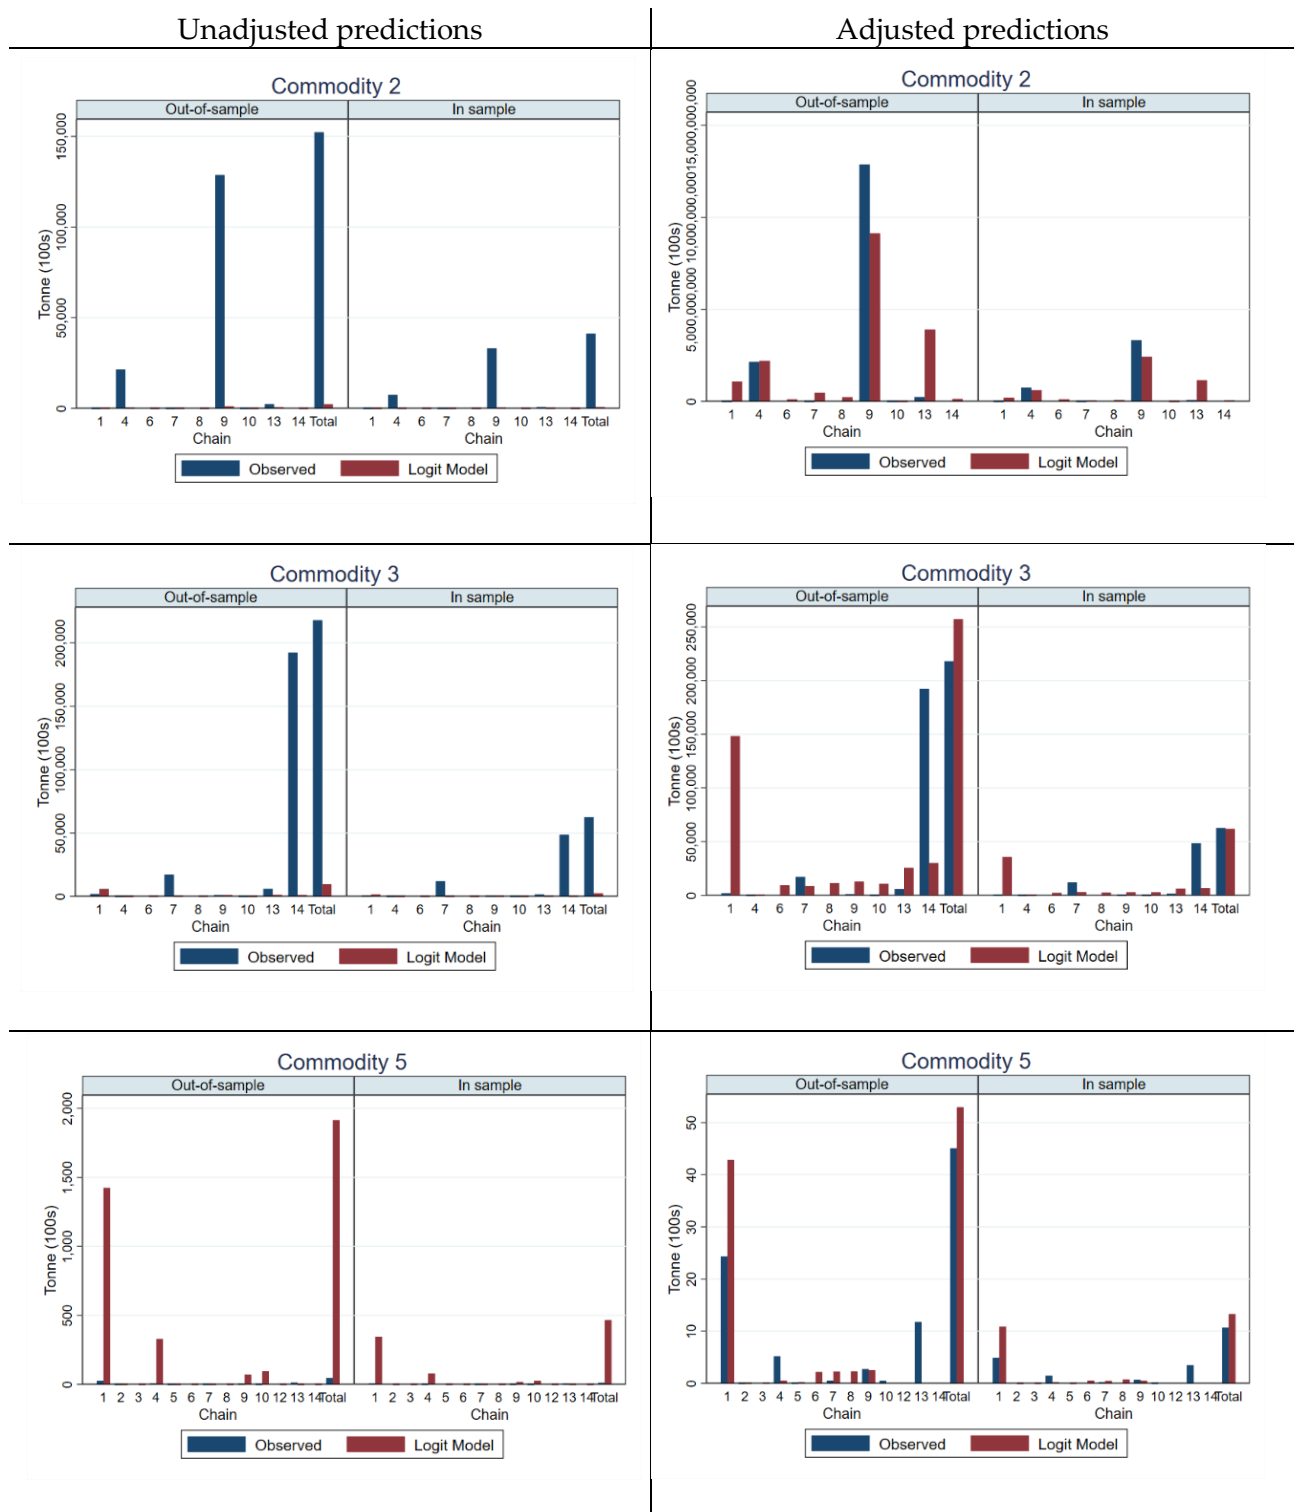 Unadjusted predictions
Adjusted predictions
Commodity 2
Out-of-sample
In sample
Tonne (100s)
150,000
100,000
50,000
0
1 4 6 7 8 9 10 13 14 Total
1 4 6 7 8 9 10 13 14 Total
Chain
Chain
Observed
Logit Model
Commodity 2
Out-of-sample
In sample
Tonne (100s)
15,000,000,000
10,000,000,000
5,000,000,000
0
1 4 6 7 8 9 10 13 14
1 4 6 7 8 9 10 13 14
Chain
Chain
Observed
Logit Model
Commodity 3
Out-of-sample
In sample
Tonne (100s)
200,000
150,000
100,000
50,000
0
1 4 6 7 8 9 10 13 14 Total
1 4 6 7 8 9 10 13 14 Total
Chain
Chain
Observed
Logit Model
Commodity 3
Out-of-sample
In sample
Tonne (100s)
250,000
200,000
150,000
100,000
50,000
0
1 4 6 7 8 9 10 13 14 Total
1 4 6 7 8 9 10 13 14 Total
Chain
Chain
Observed
Logit Model
Commodity 5
Out-of-sample
In sample
Tonne (100s)
2,000
1,500
1,000
500
0
1 2 3 4 5 6 7 8 9 10 12 13 14 Total
1 2 3 4 5 6 7 8 9 10 12 13 14 Total
Chain
Chain
Observed
Logit Model
Commodity 5
Out-of-sample
In sample
Tonne (100s)
50
40
30
20
10
0
1 2 3 4 5 6 7 8 9 10 12 13 14 Total
1 2 3 4 5 6 7 8 9 10 12 13 14 Total
Chain
Chain
Observed
Logit Model